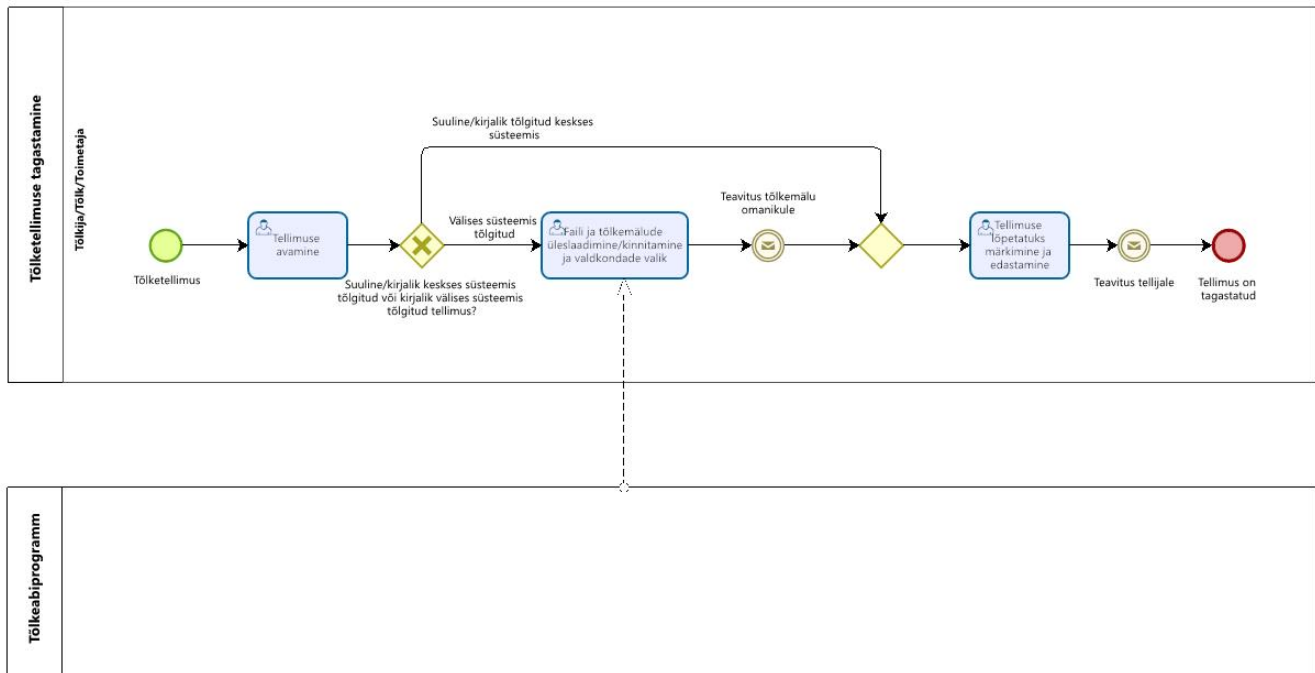 Tõlketellimuse tagastamine
Tõlkija/Tõlk/Toimetaja
Suuline/kirjalik tõlgitud keskses
süsteemis
Tõlketellimus
Tellimuse
avamine
Suuline/kirjalik keskses süsteemis
tõlgitud või kirjalik välises süsteemis
tõlgitud tellimus?
Välises süsteemis
tõlgitud
Faili ja tõlkemälude
üleslaadimine/kinnitamine
ja valdkondade valik
Teavitus tõlkemälu
omanikule
Tellimuse
lõpetatuks
märkimine ja
edastamine
Teavitus tellijale
Tellimus on
tagastatud
Tõlkeabiprogramm